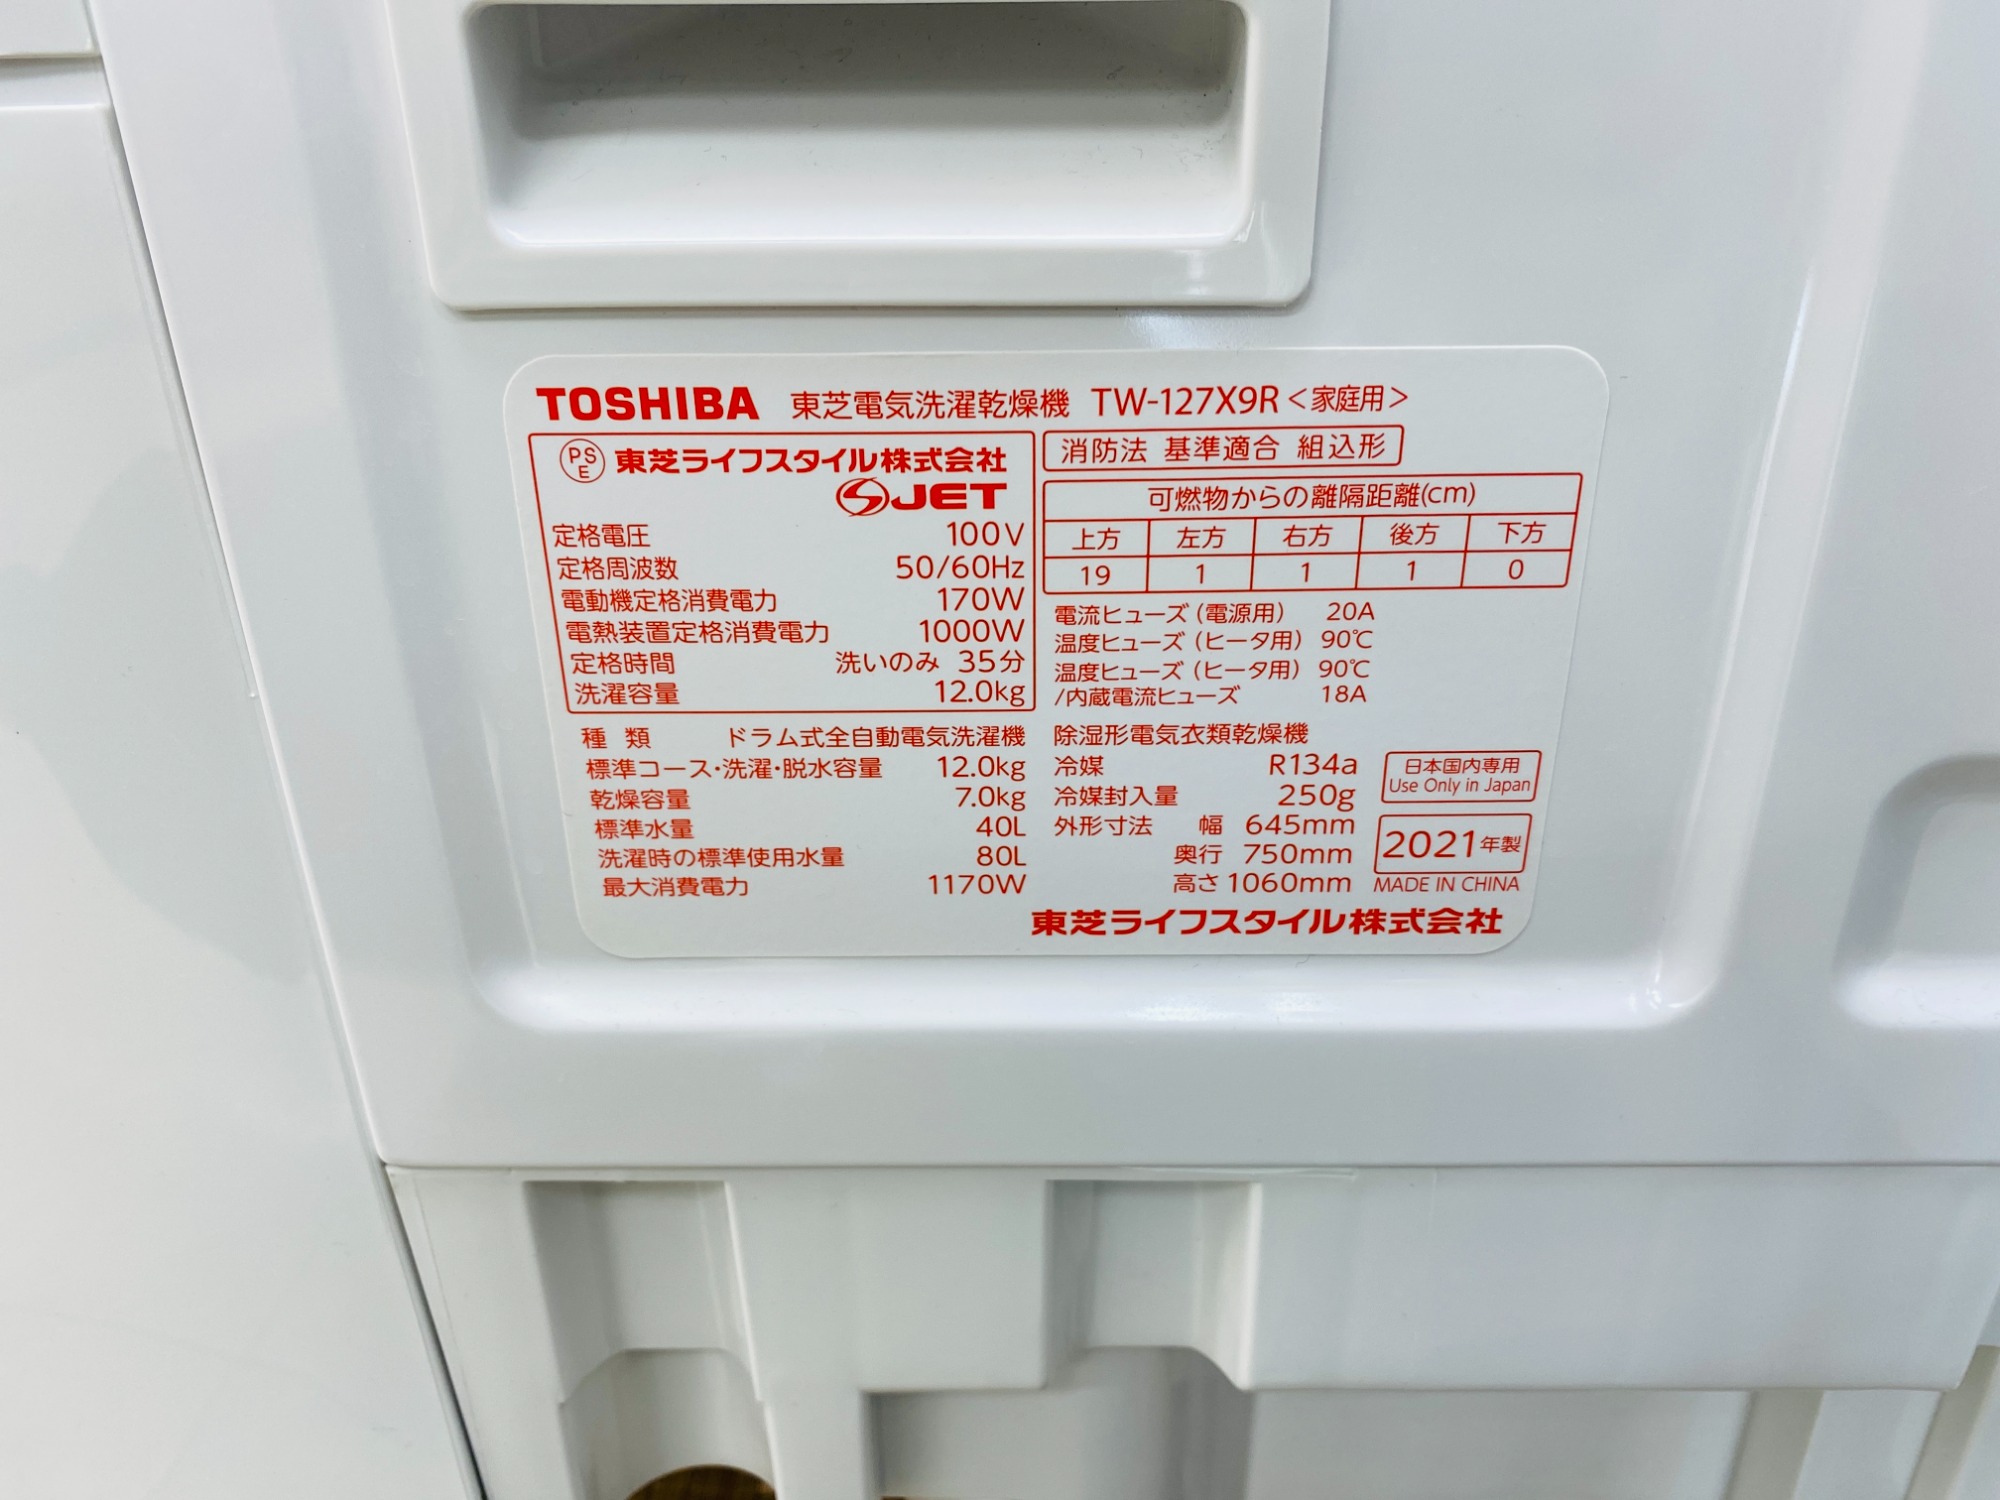 TOSHIBA 東芝電気洗濯乾燥機 TW-127X9R<家庭用>
PSE 東芝ライフスタイル株式会社
S JET
定格電圧 100V
定格周波数 50/60Hz
電動機定格消費電力 170W
電熱装置定格消費電力 1000W
定格時間 洗いのみ 35分
洗濯容量 12.0kg
消防法 基準適合 組込形
可燃物からの離隔距離(cm)
上方 左方 右方 後方 下方
19 1 1 1 0
電流ヒューズ(電源用) 20A
温度ヒューズ(ヒータ用) 90℃
温度ヒューズ(ヒータ用) 90℃
/内蔵電流ヒューズ 18A
種 類 ドラム式全自動電気洗濯機
標準コース・洗濯・脱水容量 12.0kg
乾燥容量 7.0kg
標準水量 40L
洗濯時の標準使用水量 80L
最大消費電力 1170W
除湿形電気衣類乾燥機
冷媒 R134a
冷媒封入量 250g
外形寸法 幅 645mm
奥行 750mm
高さ 1060mm
日本国内専用
Use Only in Japan
2021年製
MADE IN CHINA
東芝ライフスタイル株式会社